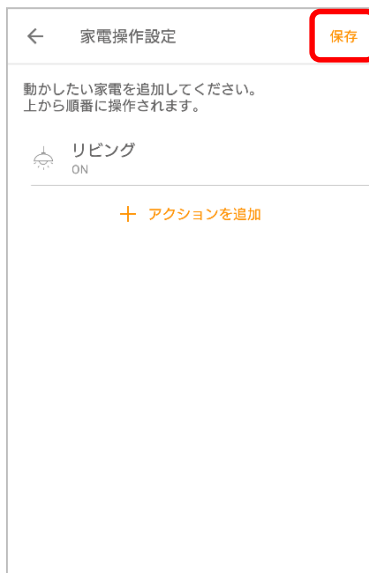 家電操作設定
保存
動かしたい家電を追加してください。
上から順番に操作されます。
リビング
ON
アクションを追加